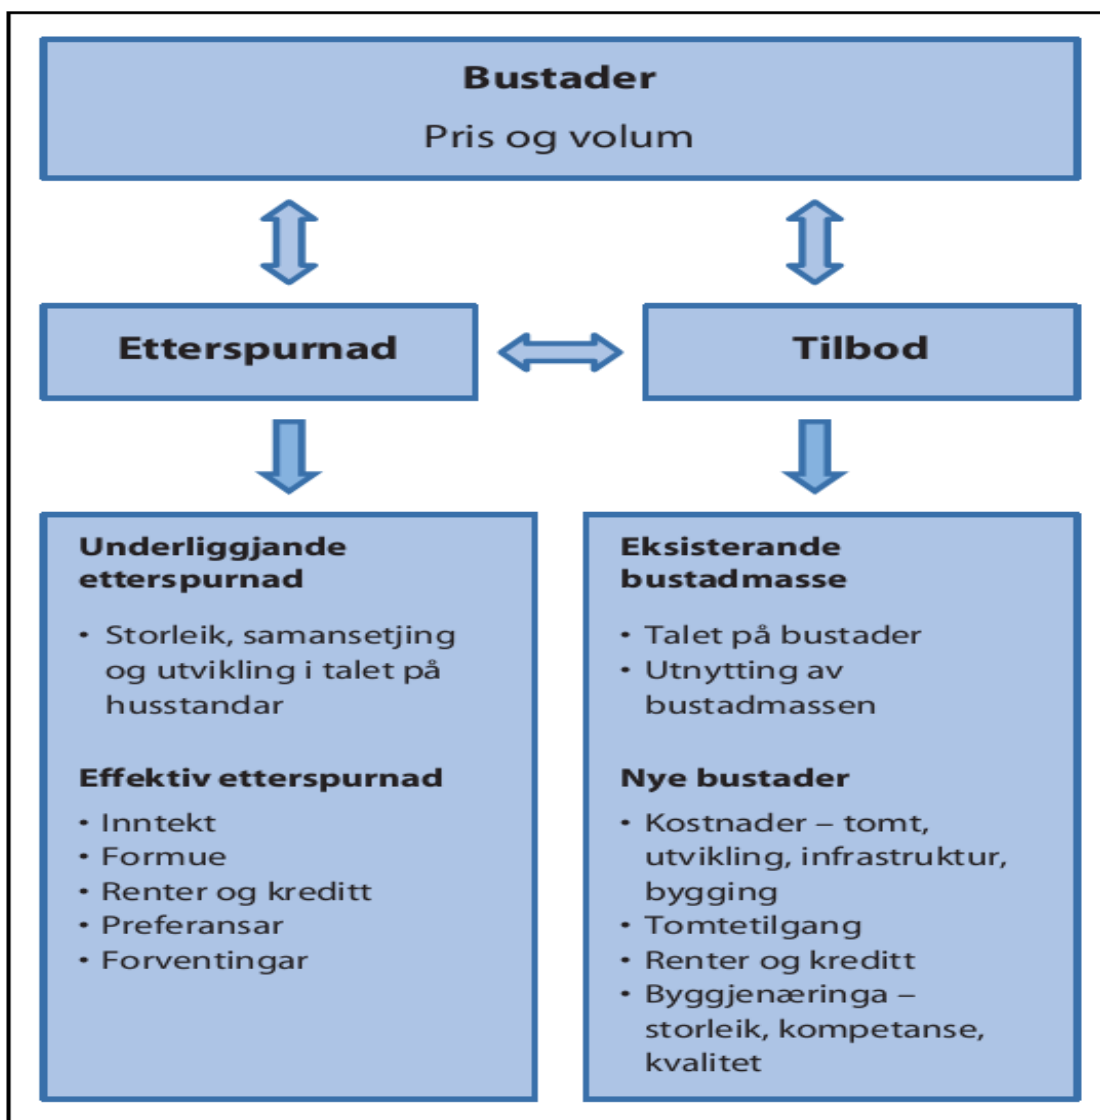 Bustader
Pris og volum
Etterspurnad
Tilbod
Underliggjande
etterspurnad
• Storleik, samansetjing
og utvikling i talet på
husstandar
Effektiv etterspurnad
• Inntekt
• Formue
• Renter og kreditt
• Preferansar
• Forventingar
Eksisterande
bustadmasse
• Talet på bustader
• Utnytting av
bustadmassen
Nye bustader
• Kostnader – tomt,
utvikling, infrastruktur,
bygging
• Tomtetilgang
• Renter og kreditt
• Byggjenæringa –
storleik, kompetanse,
kvalitet